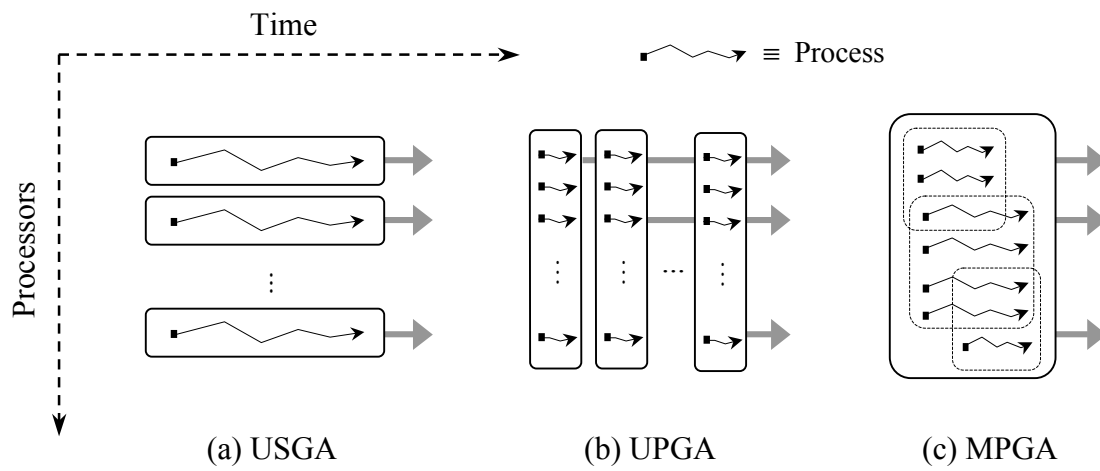 Time
≡ Process
Processors
(a) USGA
(b) UPGA
(c) MPGA